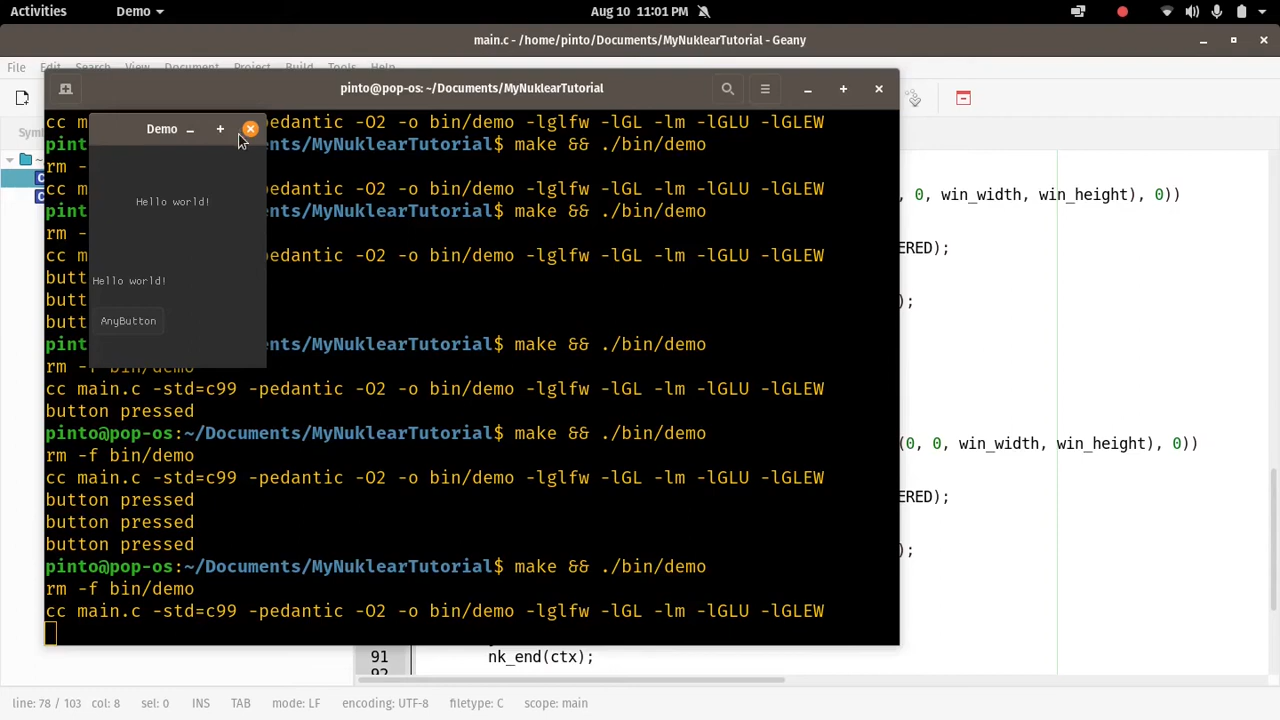 Activities
Demo
Aug 10 11:01 PM
main.c - /home/pinto/Documents/MyNuklearTutorial - Geany
File Edit Search View Document Project Build Tools Help
pinto@pop-os: ~/Documents/MyNuklearTutorial
cc m
pedantic -O2 -o bin/demo -lglfw -lGL -lm -lGLU -lGLEW
pint
ents/MyNuklearTutorial$ make && ./bin/demo
rm -
cc m
pedantic -O2 -o bin/demo -lglfw -lGL -lm -lGLU -lGLEW
pint
ents/MyNuklearTutorial$ make && ./bin/demo
rm -
cc m
pedantic -O2 -o bin/demo -lglfw -lGL -lm -lGLU -lGLEW
butt
butt
butt
pint
ents/MyNuklearTutorial$ make && ./bin/demo
rm -f bin/demo
cc main.c -std=c99 -pedantic -O2 -o bin/demo -lglfw -lGL -lm -lGLU -lGLEW
button pressed
pinto@pop-os:~/Documents/MyNuklearTutorial$ make && ./bin/demo
rm -f bin/demo
cc main.c -std=c99 -pedantic -O2 -o bin/demo -lglfw -lGL -lm -lGLU -lGLEW
button pressed
button pressed
button pressed
pinto@pop-os:~/Documents/MyNuklearTutorial$ make && ./bin/demo
rm -f bin/demo
cc main.c -std=c99 -pedantic -O2 -o bin/demo -lglfw -lGL -lm -lGLU -lGLEW
Demo
Hello world!
Hello world!
AnyButton
Sym
, 0, win_width, win_height), 0))
ERED);
);
(0, 0, win_width, win_height), 0))
ERED);
);
91 nk_end(ctx);
line: 78 / 103 col: 8 sel: 0 INS TAB mode: LF encoding: UTF-8 filetype: C scope: main